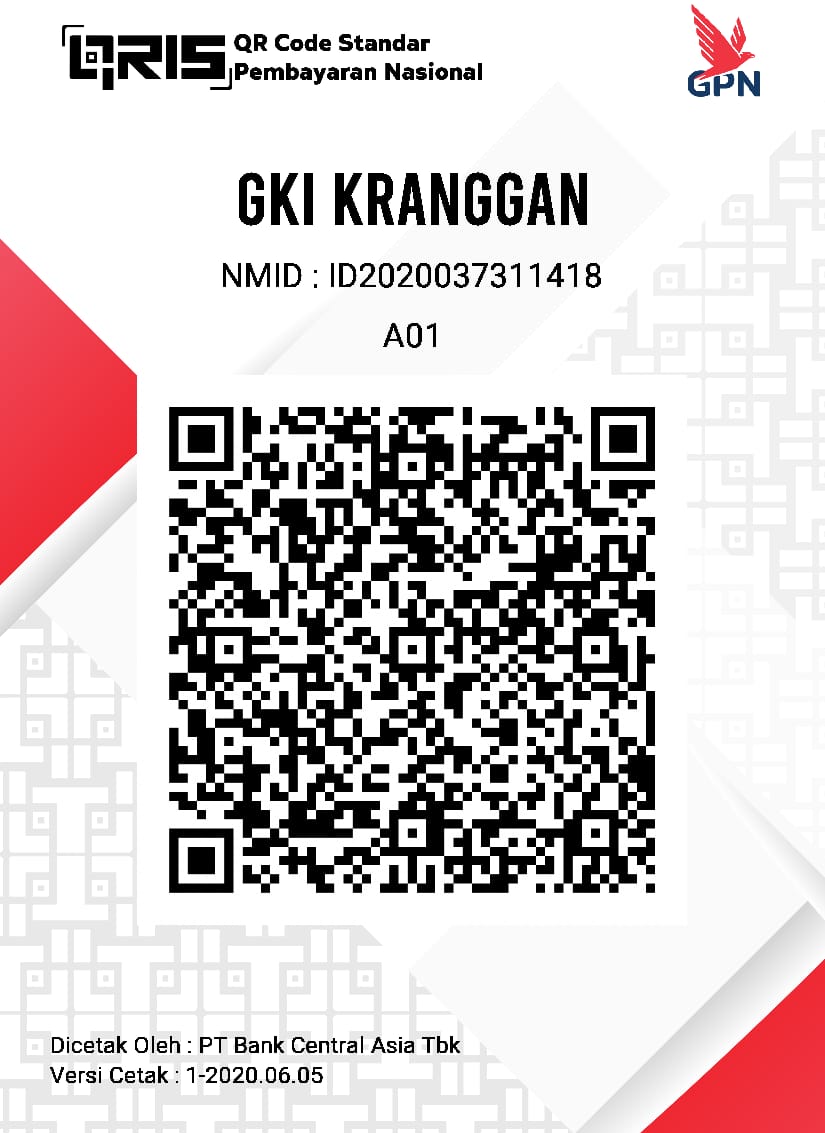 QRIS QR Code Standar
Pembayaran Nasional
GPN
GKI KRANGGAN
NMID : ID2020037311418
A01
Dicetak Oleh : PT Bank Central Asia Tbk
Versi Cetak : 1-2020.06.05